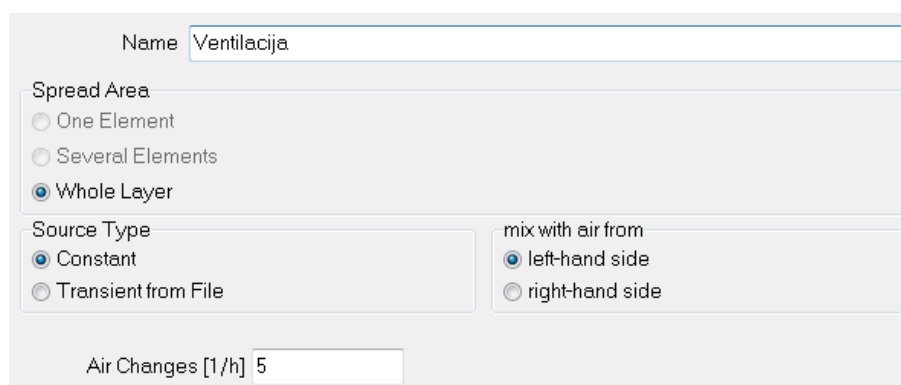 Name Ventilacija
Spread Area
One Element
Several Elements
Whole Layer
Source Type
Constant
Transient from File
mix with air from
left-hand side
right-hand side
Air Changes [1/h] 5